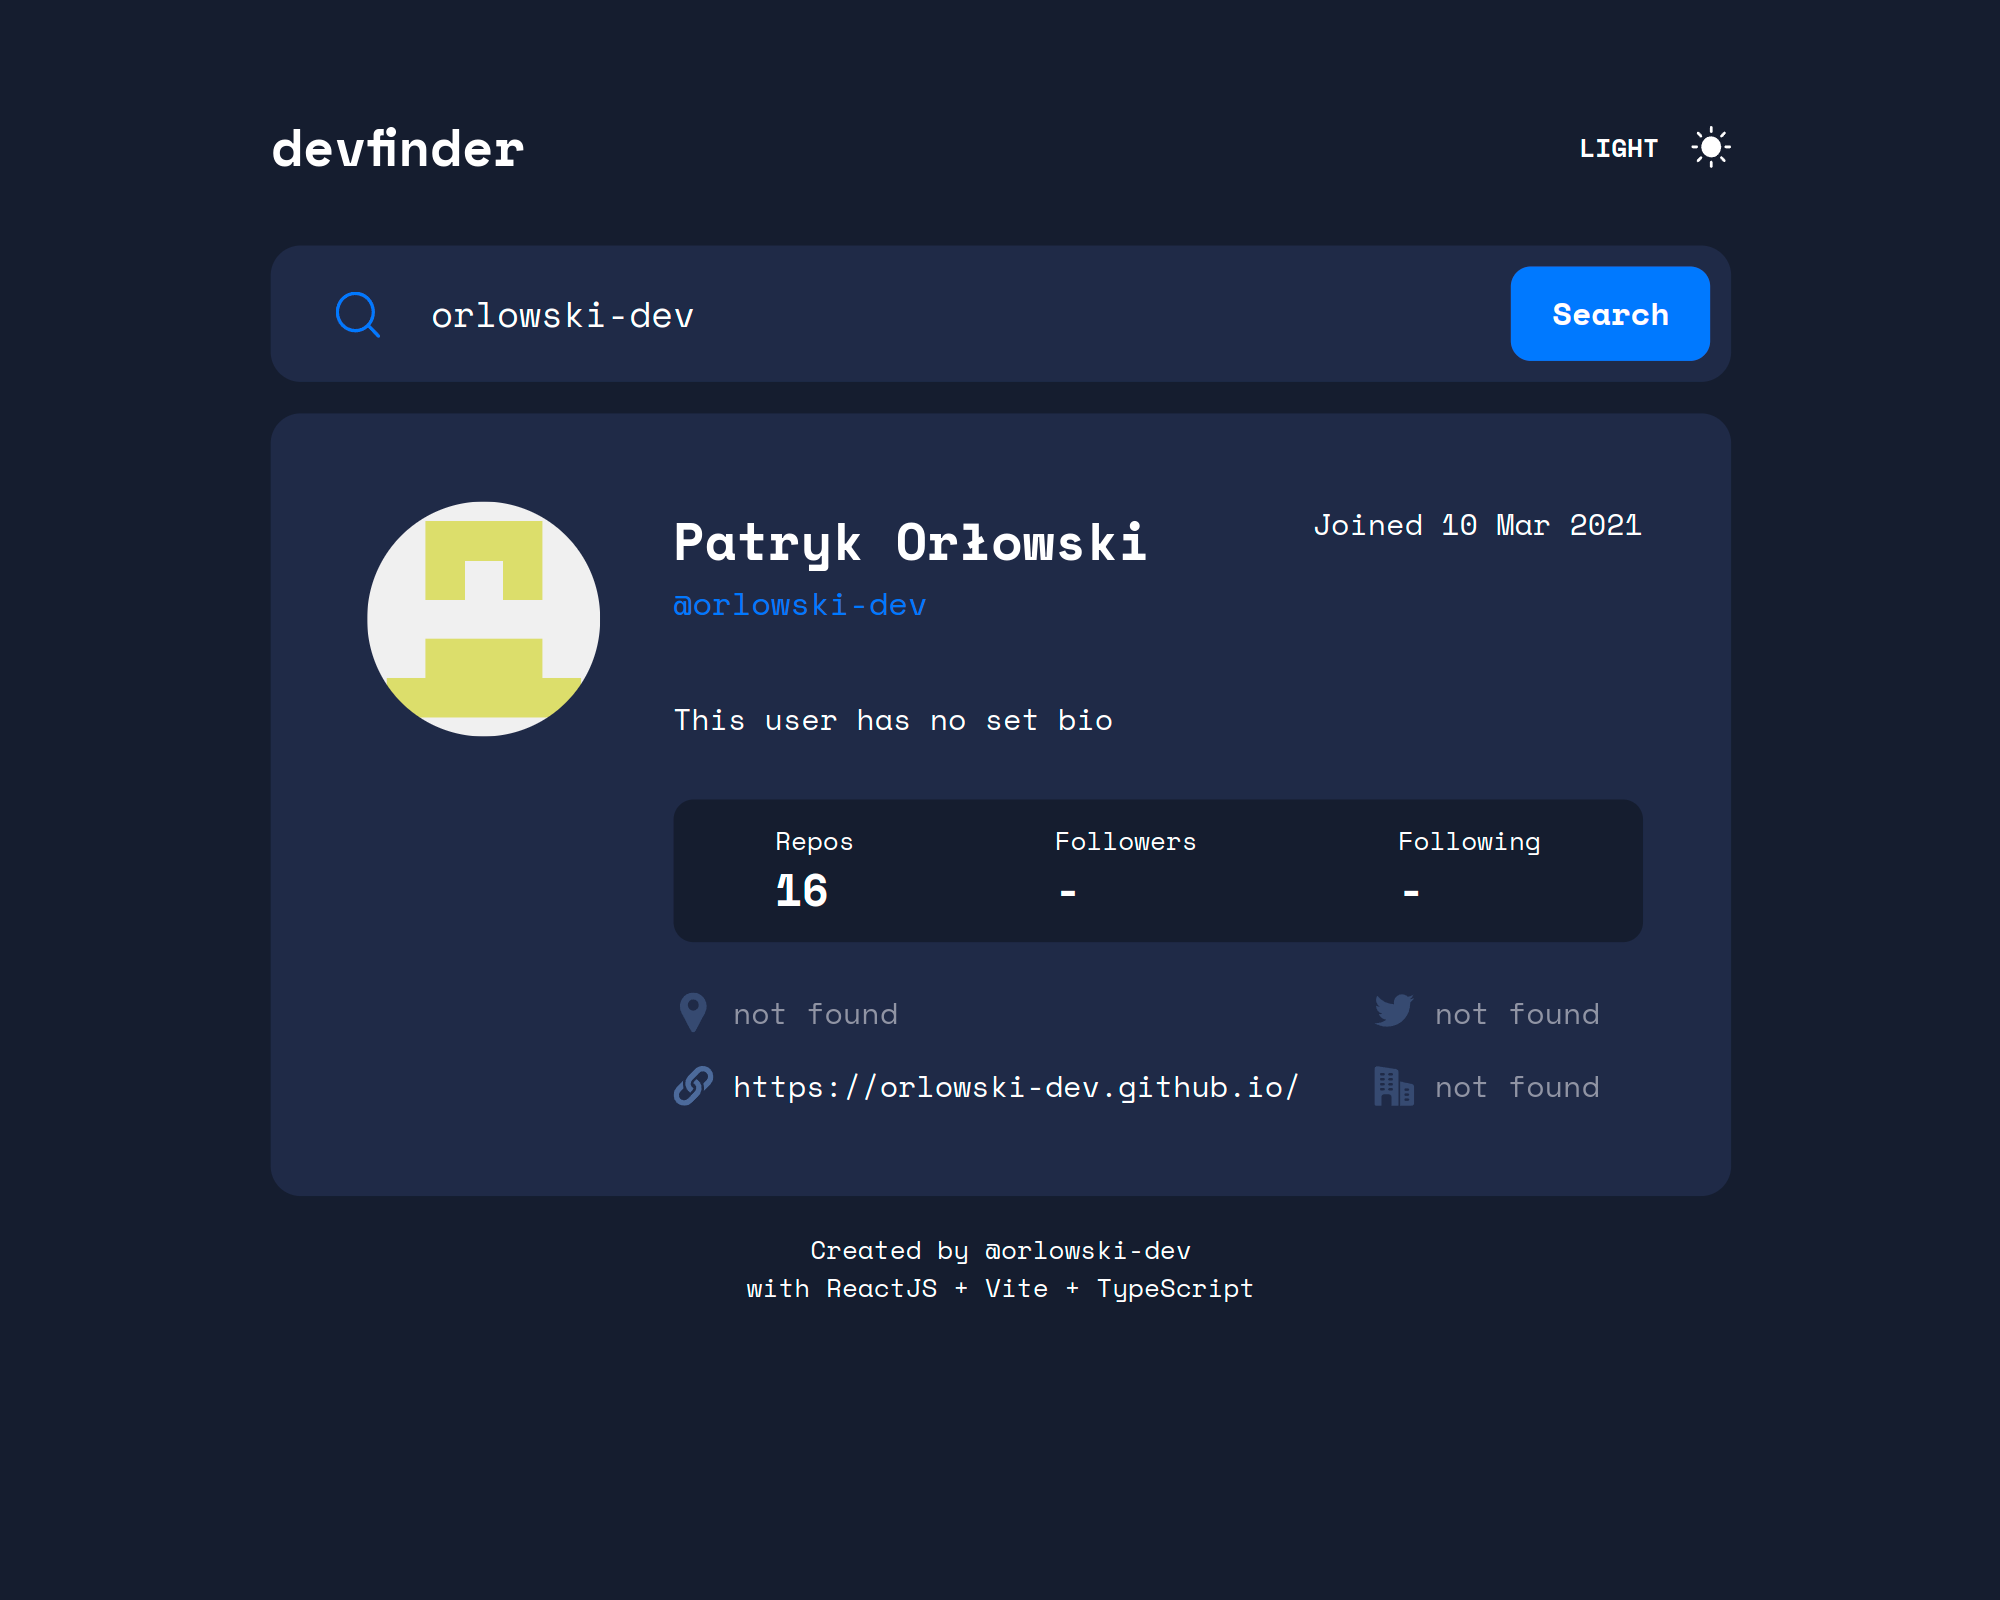 devfinder
LIGHT
orlowski-dev
Search
Patryk Orłowski
Joined 10 Mar 2021
@orlowski-dev
This user has no set bio
Repos
Followers
Following
16
-
-
not found
not found
https://orlowski-dev.github.io/
not found
Created by @orlowski-dev
with ReactJS + Vite + TypeScript